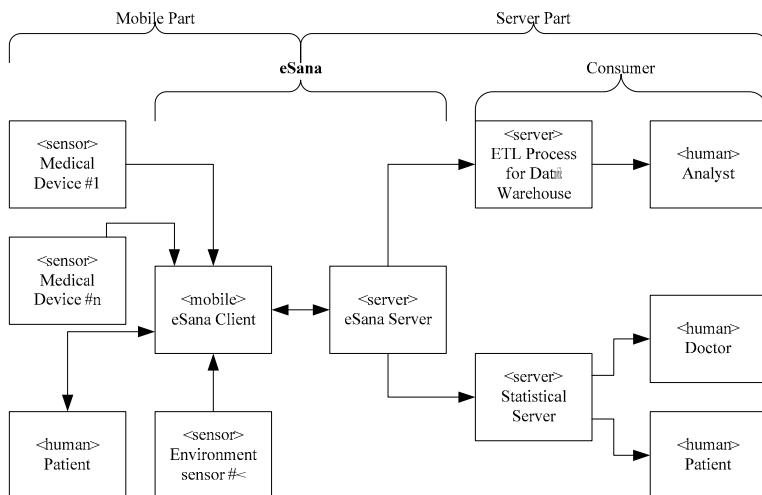 Mobile Part
Server Part
eSana
Consumer
<sensor>
Medical
Device #1
<server>
ETL Process
for
Warehouse
<human>
Analyst
<sensor>
Medical
Device #n
<mobile>
eSana Client
<server>
eSana Server
<human>
Doctor
<server>
Statistical
Server
<human>
Patient
<sensor>
Environment
sensor #<
<human>
Patient